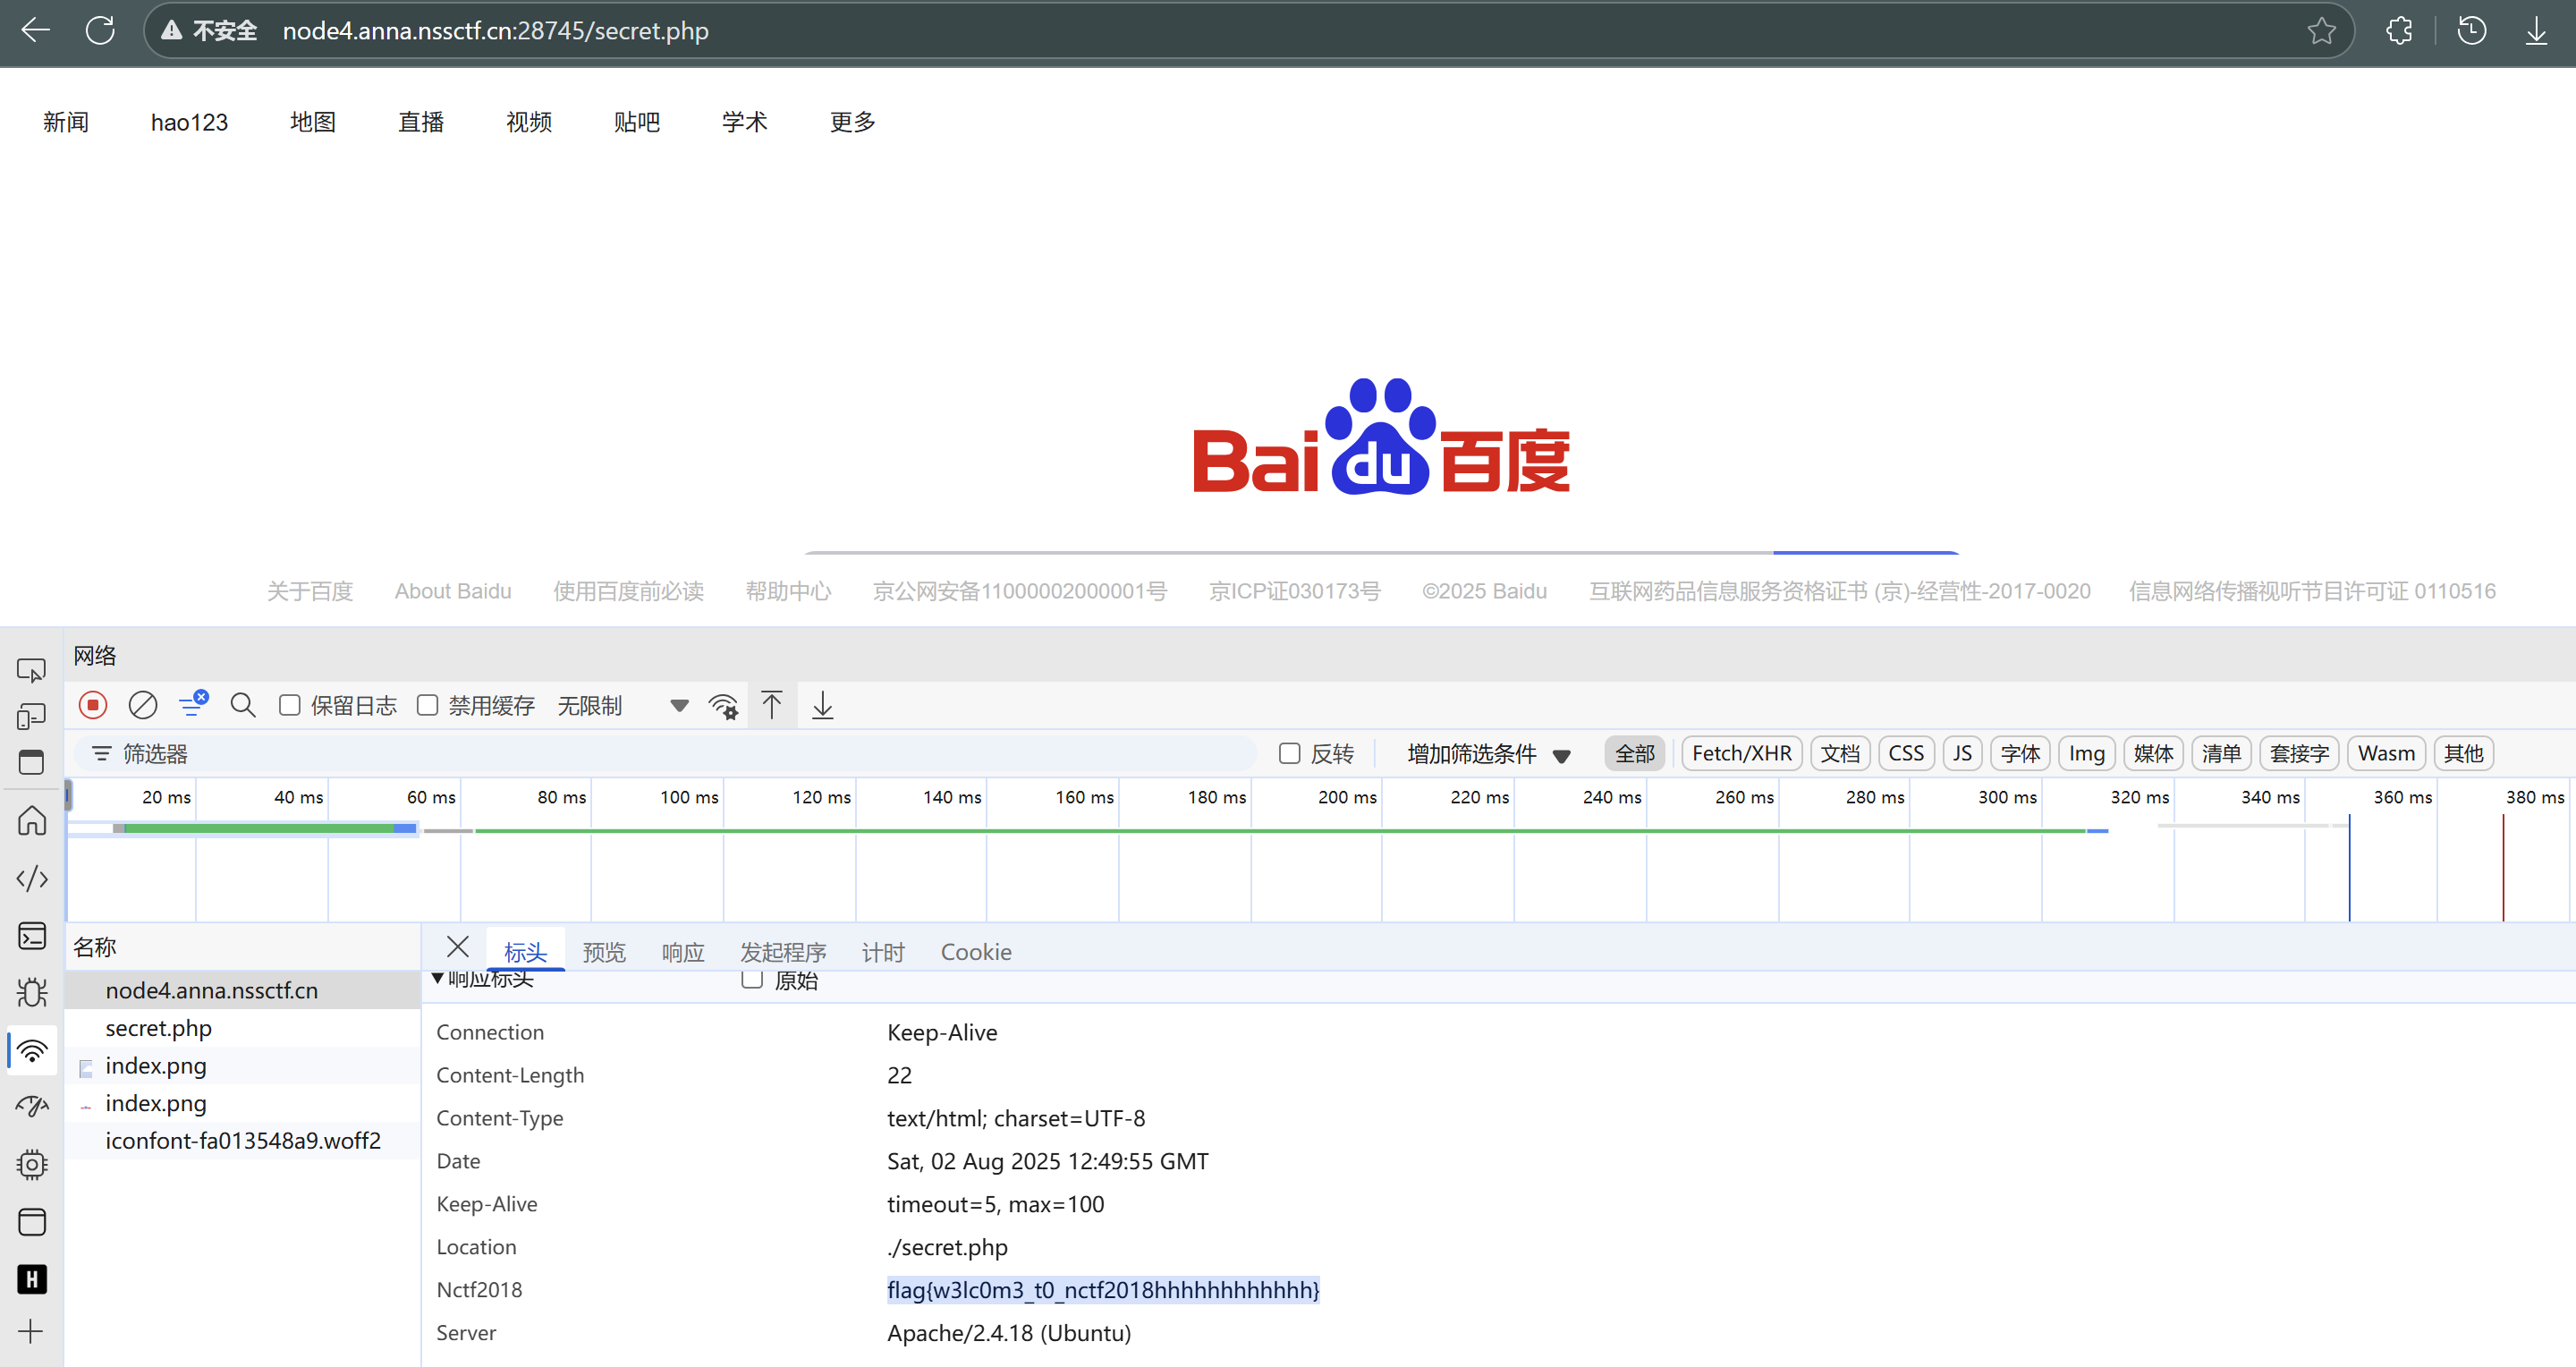 不安全 node4.anna.nssctf.cn:28745/secret.php
新闻 hao123 地图 直播 视频 贴吧 学术 更多
Bai du 百度
关于百度 About Baidu 使用百度前必读 帮助中心 京公网安备11000002000001号 京ICP证030173号 ©2025 Baidu 互联网药品信息服务资格证书 (京)-经营性-2017-0020 信息网络传播视听节目许可证 0110516
网络
保留日志 禁用缓存 无限制
筛选器 反转 增加筛选条件 全部 Fetch/XHR 文档 CSS JS 字体 Img 媒体 清单 套接字 Wasm 其他
20 ms 40 ms 60 ms 80 ms 100 ms 120 ms 140 ms 160 ms 180 ms 200 ms 220 ms 240 ms 260 ms 280 ms 300 ms 320 ms 340 ms 360 ms 380 ms
名称 标头 预览 响应 发起程序 计时 Cookie
响应标头 原始
node4.anna.nssctf.cn
secret.php
index.png
index.png
iconfont-fa013548a9.woff2
Connection Keep-Alive
Content-Length 22
Content-Type text/html; charset=UTF-8
Date Sat, 02 Aug 2025 12:49:55 GMT
Keep-Alive timeout=5, max=100
Location ./secret.php
Nctf2018 flag{w3lc0m3_t0_nctf2018hhhhhhhhhhhh}
Server Apache/2.4.18 (Ubuntu)
H